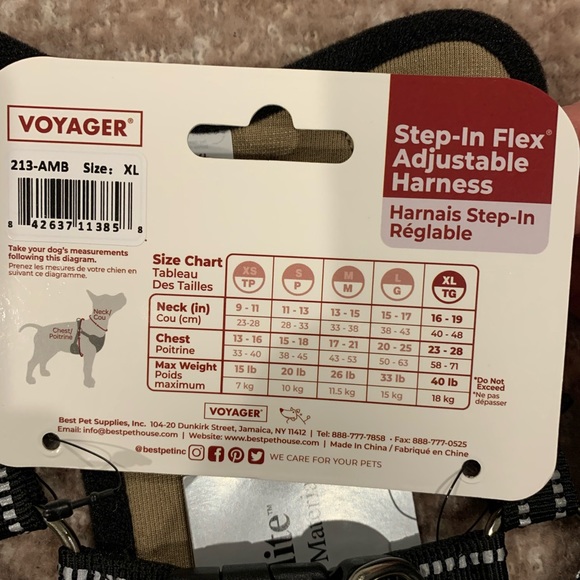 VOYAGER®
213-AMB Size: XL
8 42637 11385 8
Step-In Flex®
Adjustable
Harness
Harnais Step-In
Réglable
Take your dog's measurements
following this diagram.
Prenez les mesures de votre chien en
suivant ce diagramme.
Neck/
Cou
Chest/
Poitrine
Size Chart
Tableau
Des Tailles
XS TP S P M M L G XL TG
Neck (in) 9 - 11 11 - 13 13 - 15 15 - 17 16 - 19
Cou (cm) 23-28 28 - 33 33 - 38 38 - 43 40 - 48
Chest 13 - 16 15 - 18 17 - 21 20 - 25 23 - 28
Poitrine 33 - 40 38 - 45 43 - 53 50 - 63 58 - 71
Max Weight 15 lb 20 lb 26 lb 33 lb 40 lb
Poids
maximum 7 kg 10 kg 11.5 kg 15 kg 18 kg
*Do Not
Exceed
*Ne pas
dépasser
VOYAGER®
Best Pet Supplies, Inc. 104-20 Dunkirk Street, Jamaica, NY 11412 | Tel: 888-777-7858 • Fax: 888-777-0525
Email: info@bestpethouse.com | Website: www.bestpethouse.com | Made In China / Fabriqué en Chine
@bestpetinc WE CARE FOR YOUR PETS